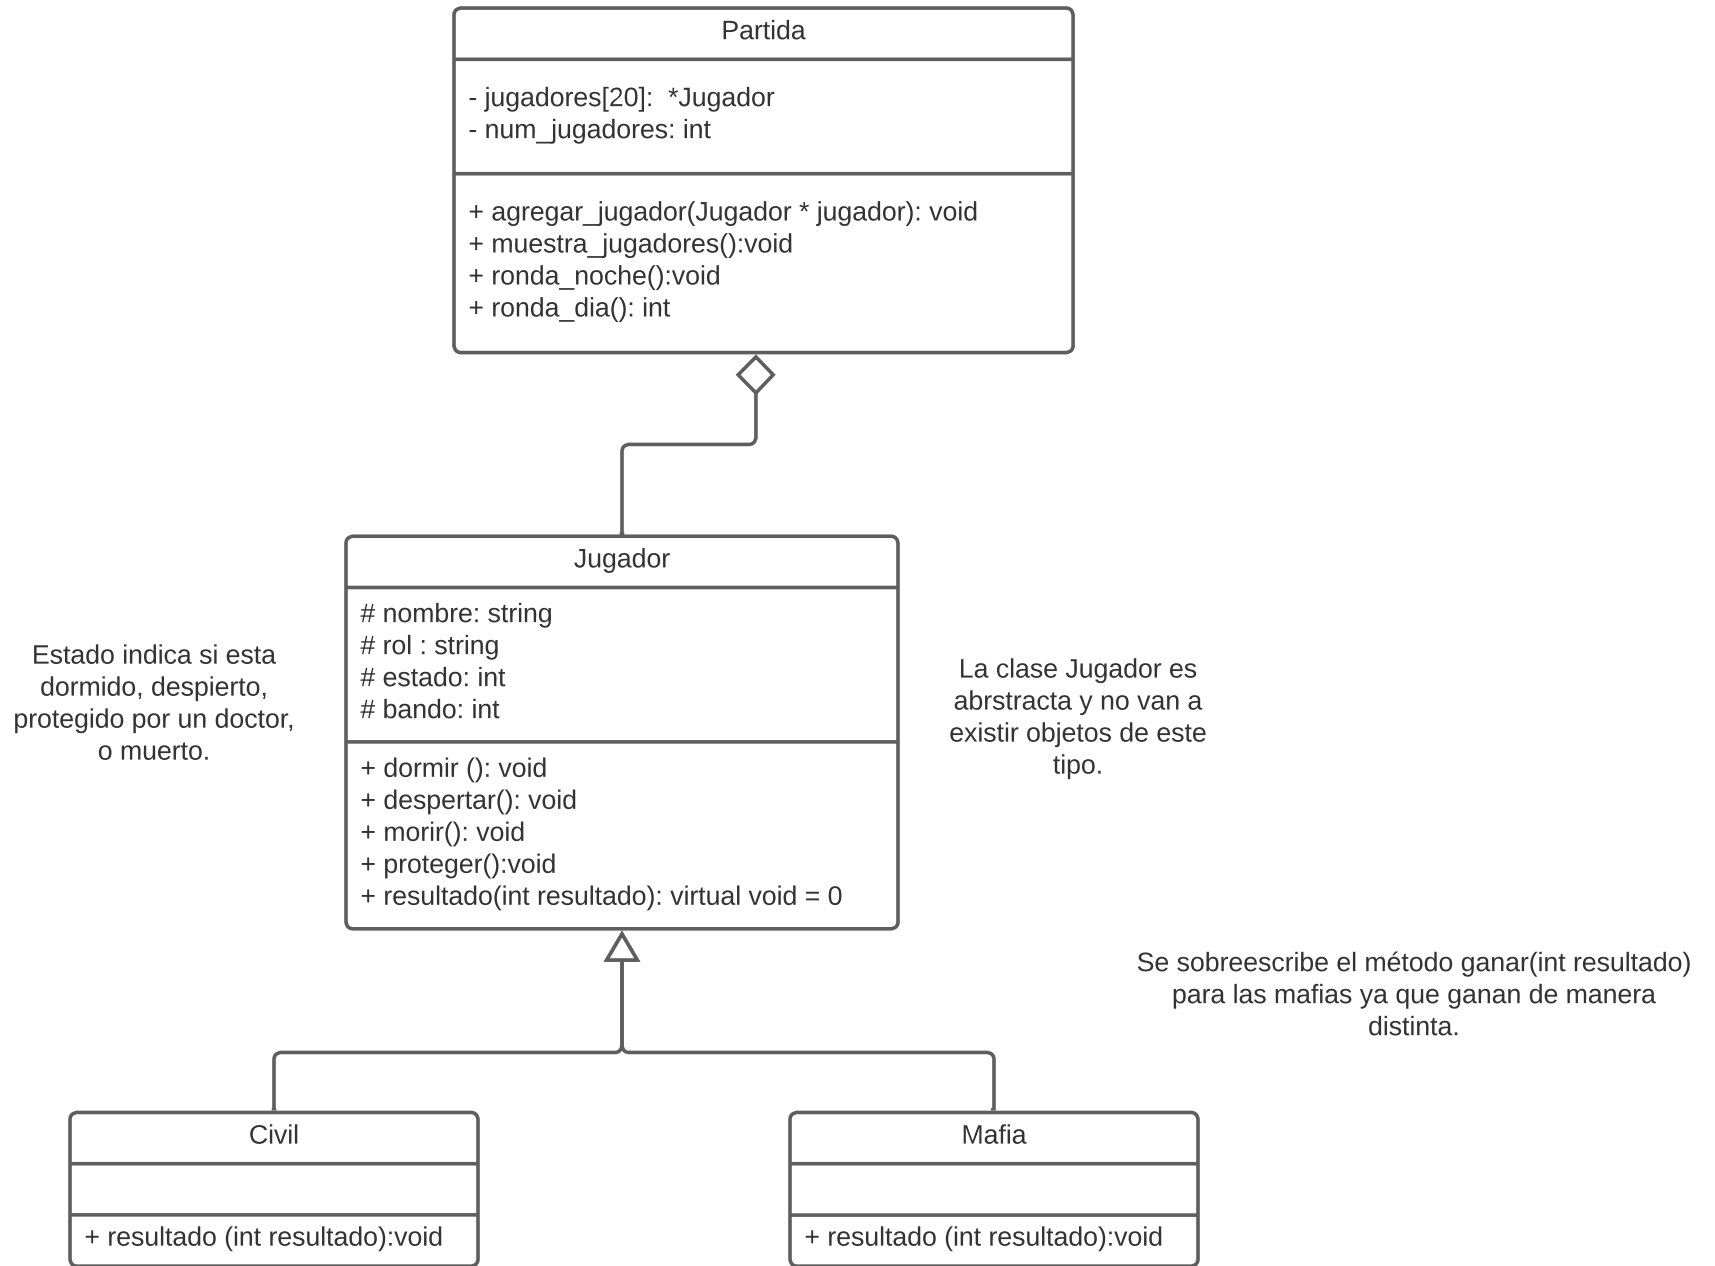 Partida
- jugadores[20]:  *Jugador
- num_jugadores: int
+ agregar_jugador(Jugador * jugador): void
+ muestra_jugadores():void
+ ronda_noche():void
+ ronda_dia(): int
Jugador
# nombre: string
# rol : string
# estado: int
# bando: int
+ dormir (): void
+ despertar(): void
+ morir(): void
+ proteger():void
+ resultado(int resultado): virtual void = 0
Estado indica si esta
dormido, despierto,
protegido por un doctor,
o muerto.
La clase Jugador es
abrstracta y no van a
existir objetos de este
tipo.
Se sobreescribe el método ganar(int resultado)
para las mafias ya que ganan de manera
distinta.
Civil
+ resultado (int resultado):void
Mafia
+ resultado (int resultado):void